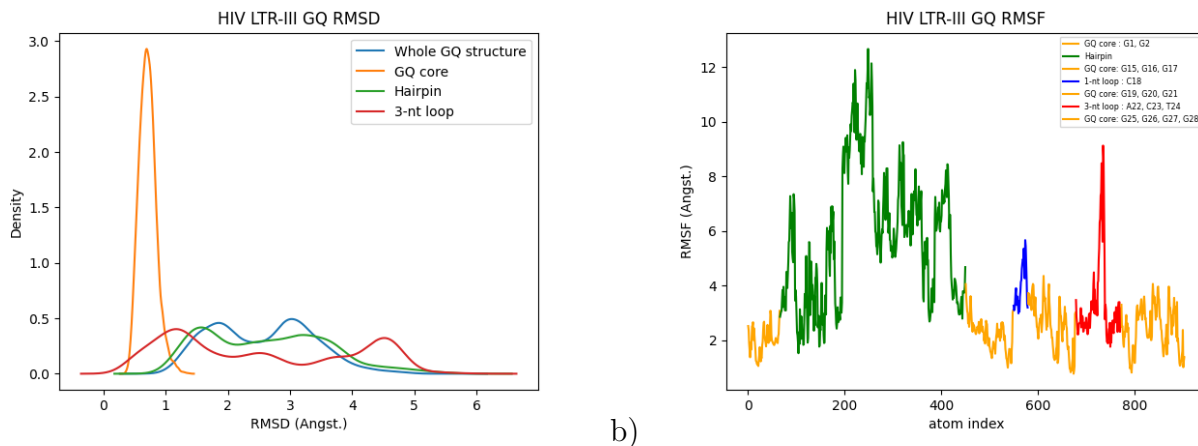 HIV LTR-III GQ RMSD
Density
3.0
2.5
2.0
1.5
1.0
0.5
0.0
Whole GQ structure
GQ core
Hairpin
3-nt loop
0
1
2
3
4
5
6
RMSD (Angst.)
b)
HIV LTR-III GQ RMSF
RMSF (Angst.)
12
10
8
6
4
2
GQ core : G1, G2
Hairpin
GQ core: G15, G16, G17
1-nt loop : C18
GQ core: G19, G20, G21
3-nt loop : A22, C23, T24
GQ core: G25, G26, G27, G28
0
200
400
600
800
atom index